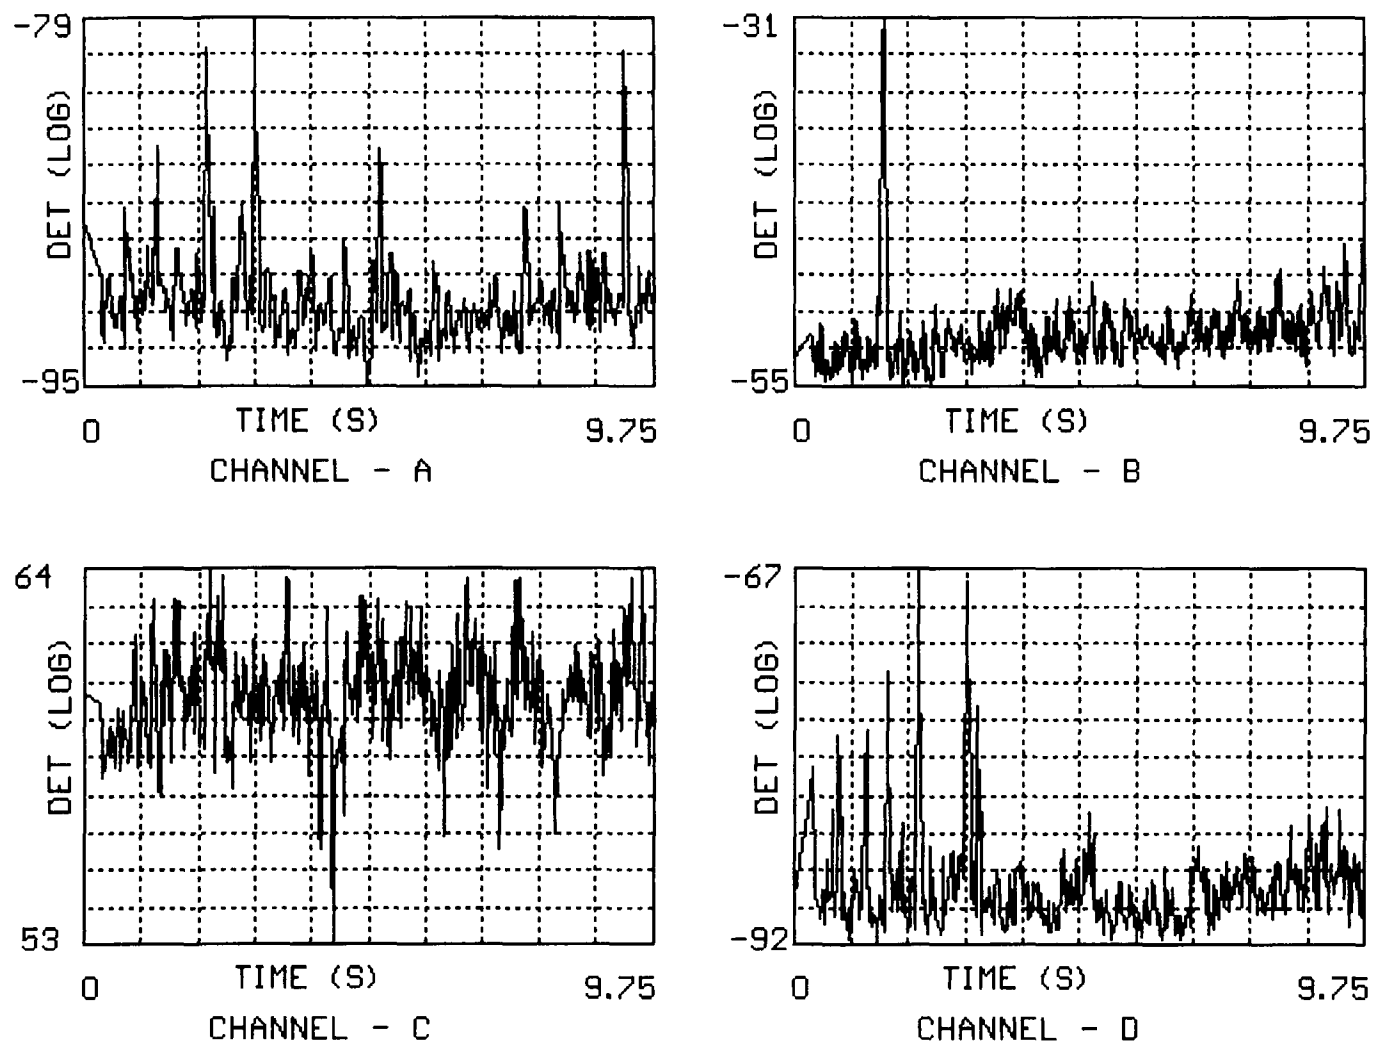 -79
DET (LOG)
-95
0
TIME (S)
9.75
CHANNEL - A
-31
DET (LOG)
-55
0
TIME (S)
9.75
CHANNEL - B
64
DET (LOG)
53
0
TIME (S)
9.75
CHANNEL - C
-67
DET (LOG)
-92
0
TIME (S)
9.75
CHANNEL - D